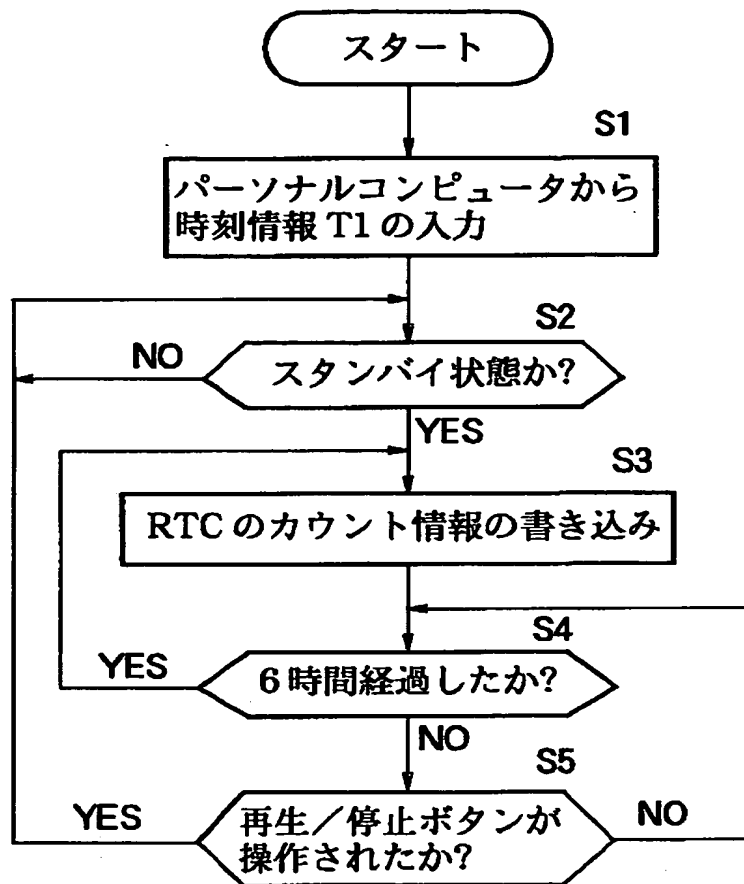 スタート
S1
パーソナルコンピュータから
時刻情報 T1 の入力
S2
NO
スタンバイ状態か?
YES
S3
RTC のカウント情報の書き込み
S4
YES
6 時間経過したか?
NO
S5
YES
再生／停止ボタンが
操作されたか?
NO